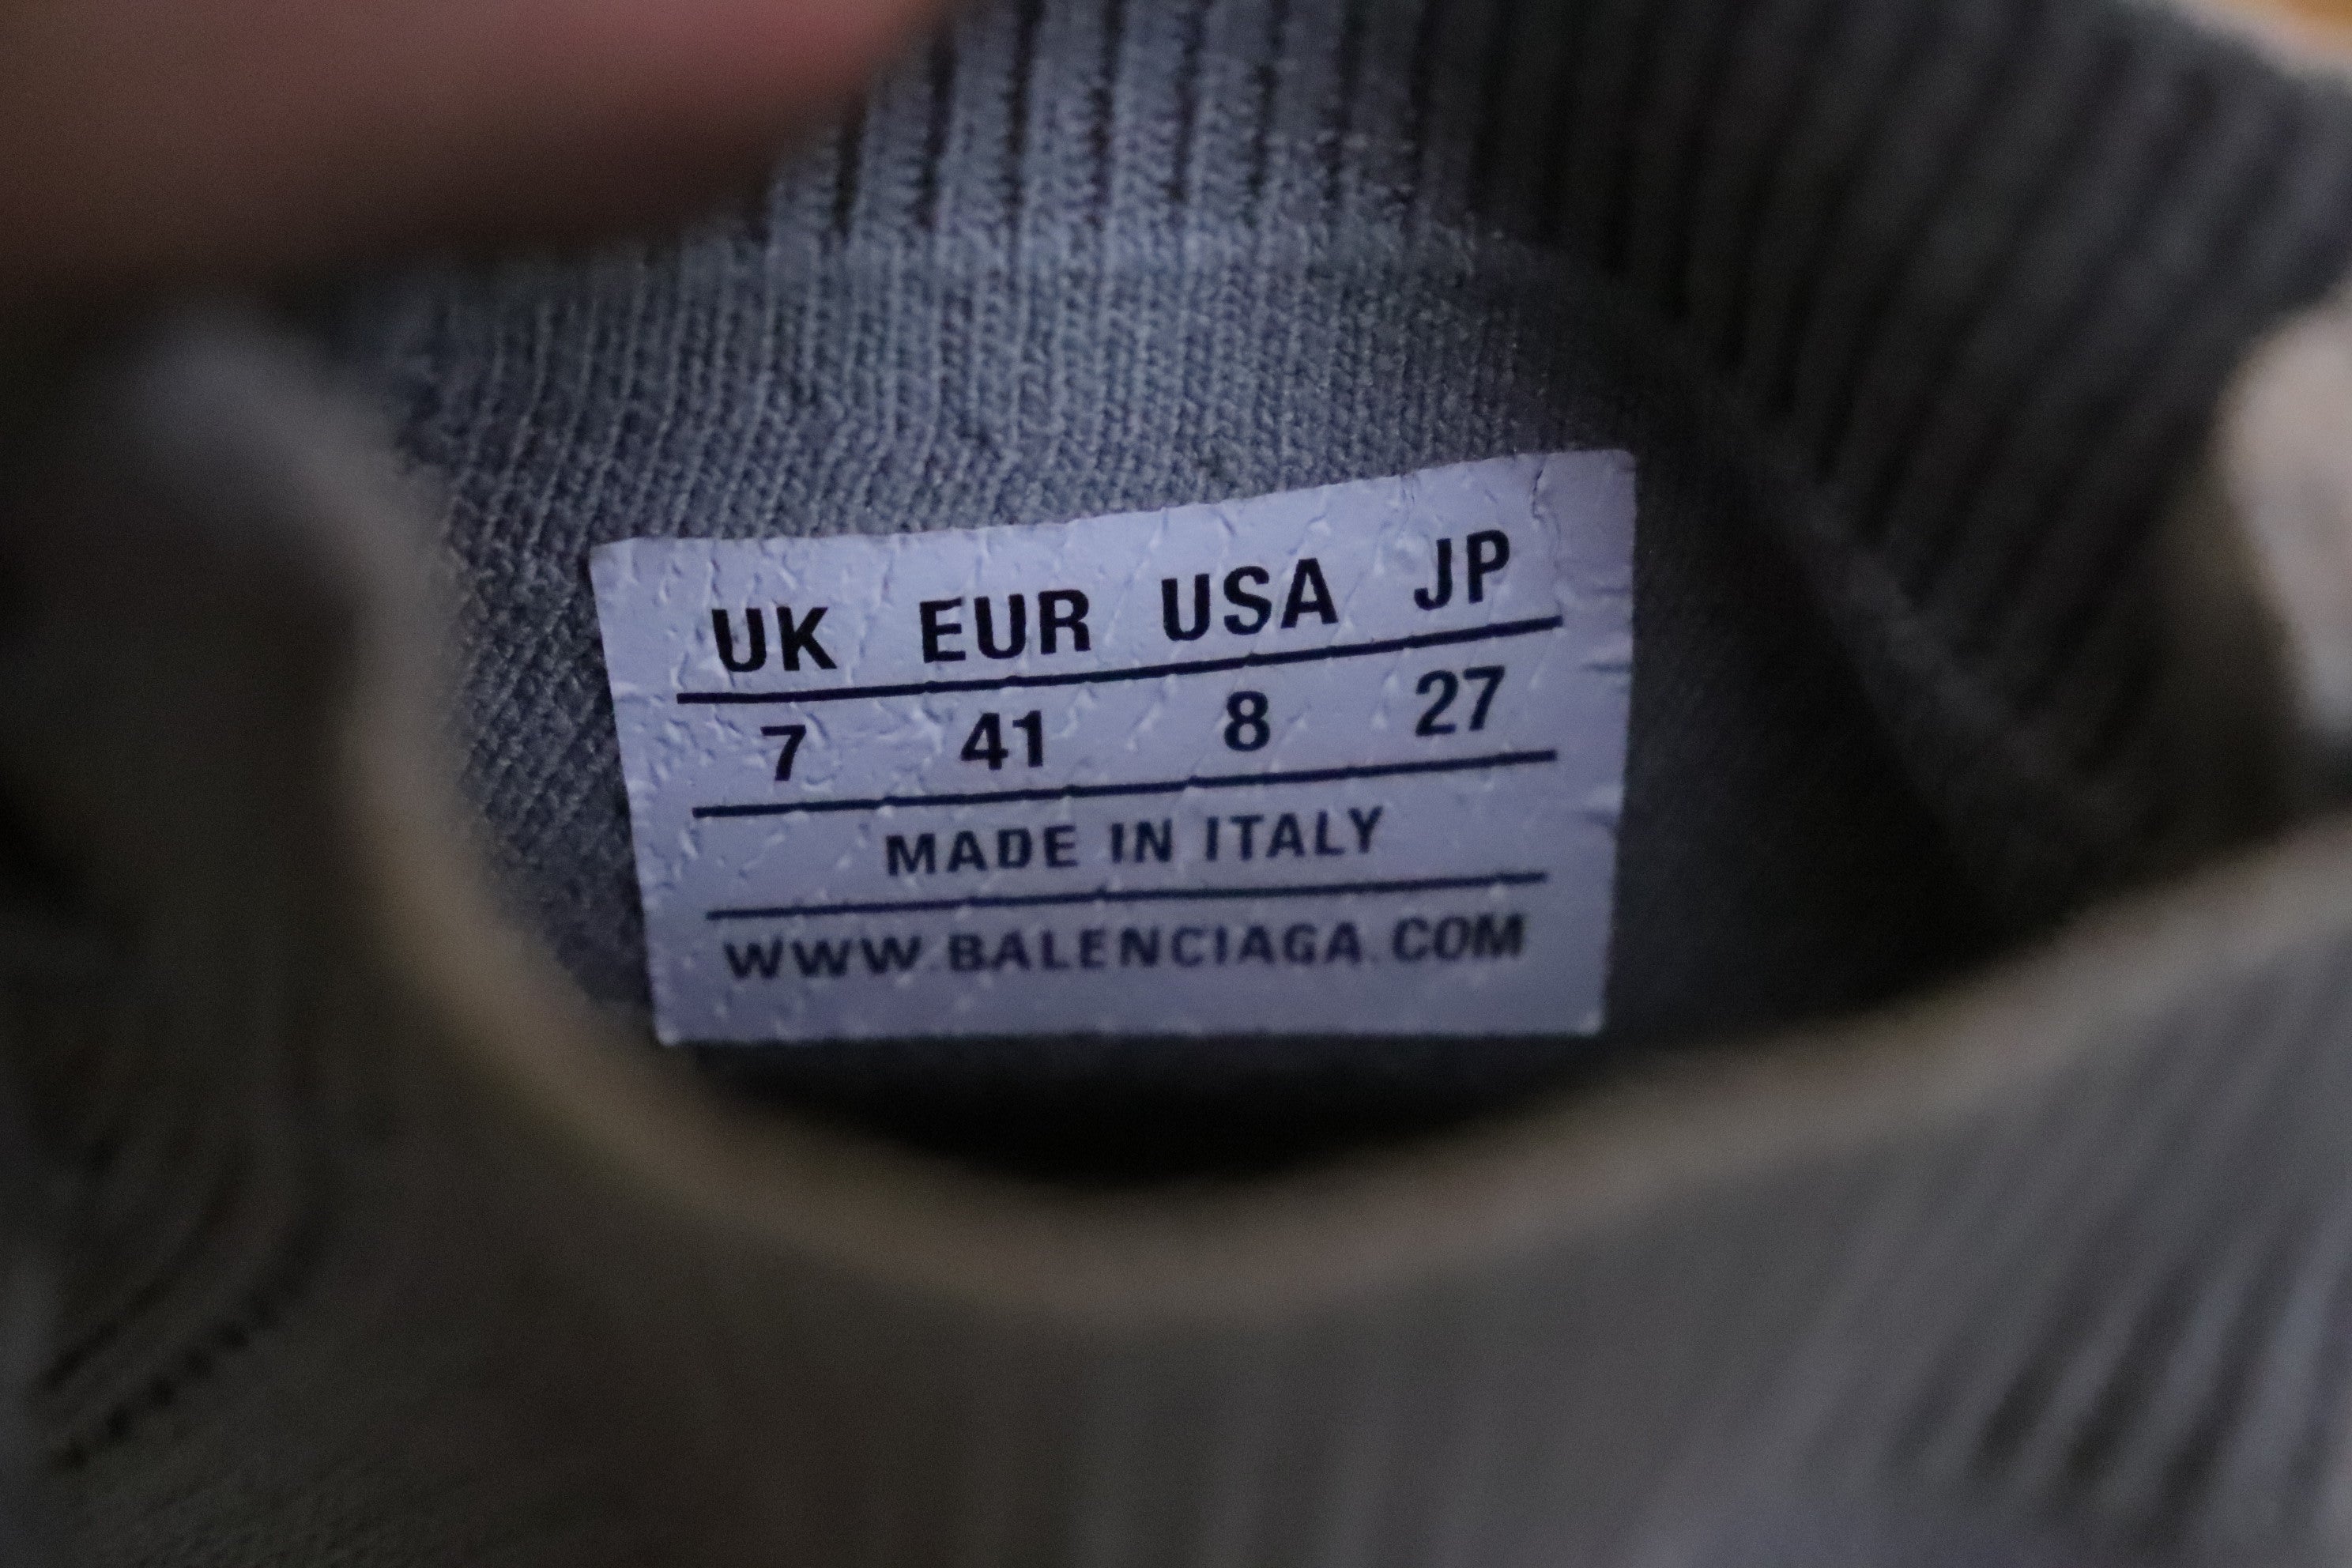 UK EUR USA JP
7 41 8 27
MADE IN ITALY
WWW.BALENCIAGA.COM